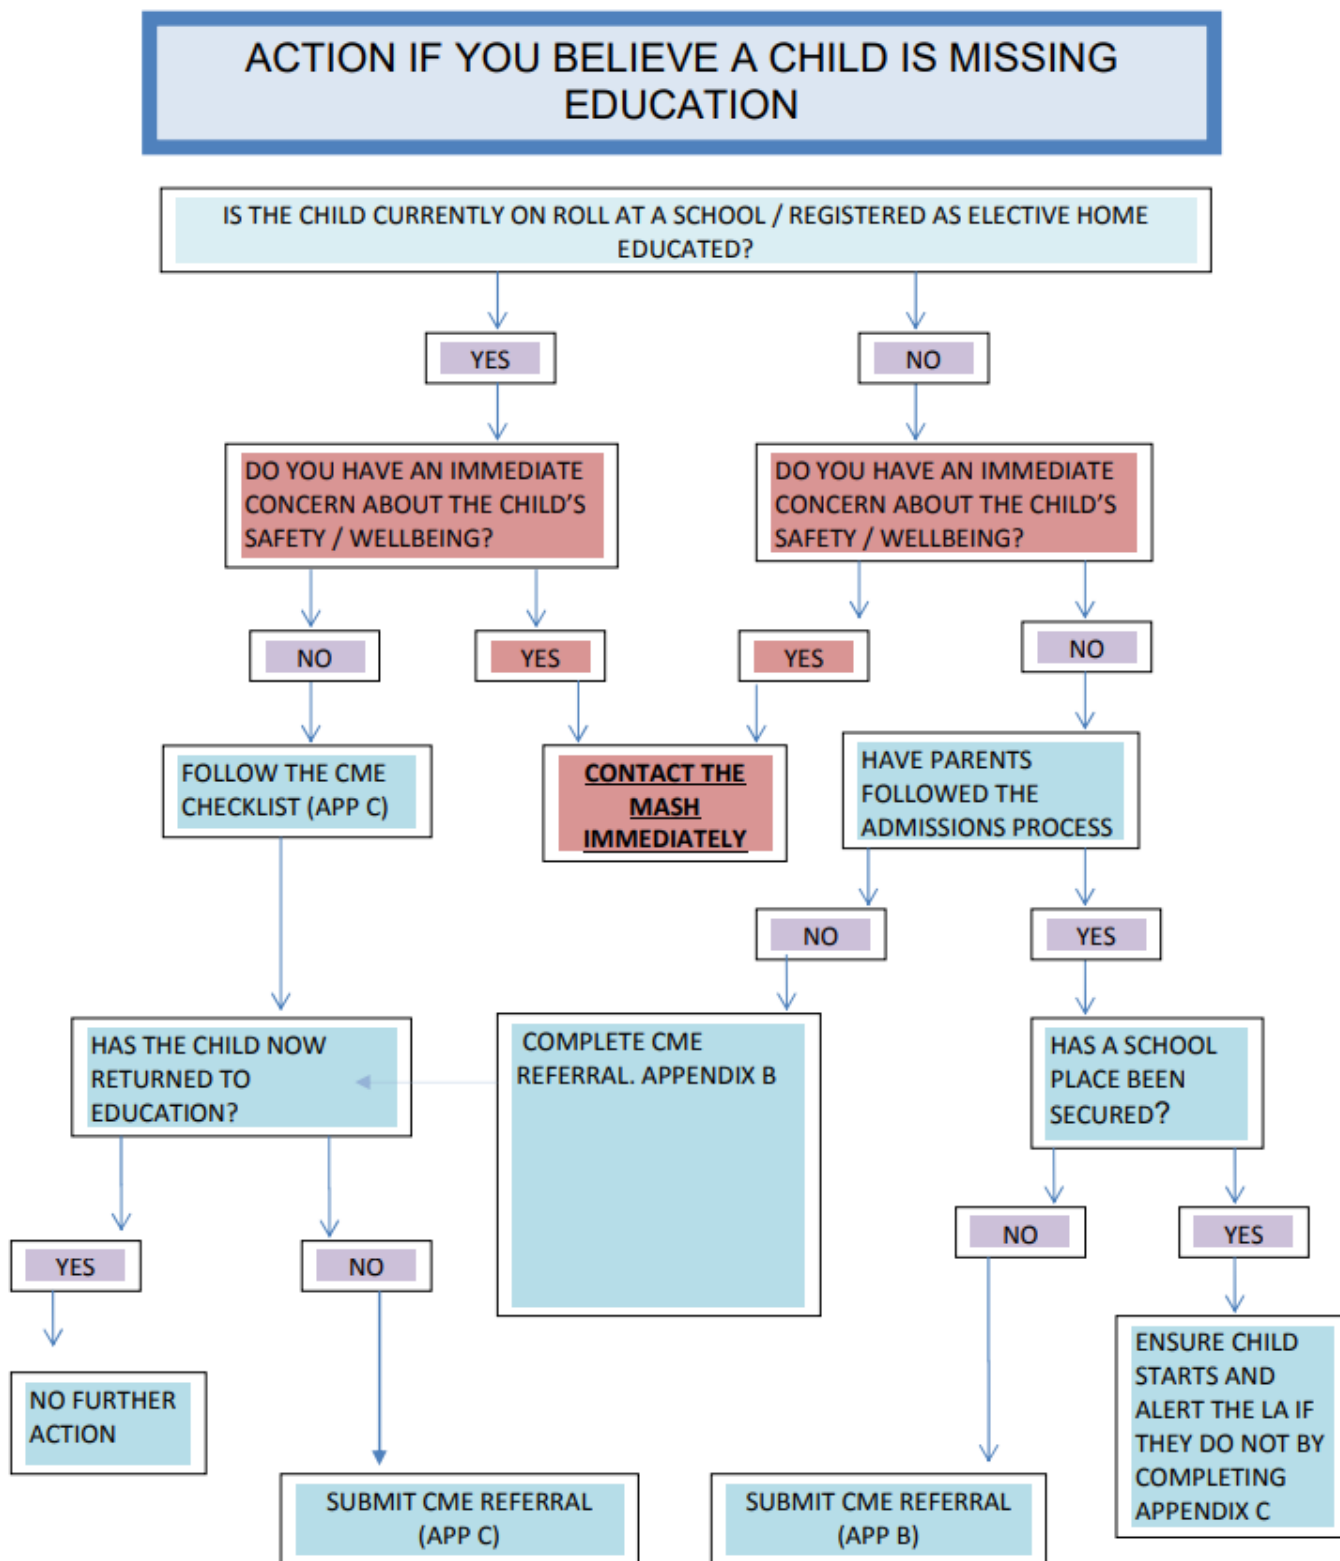 ACTION IF YOU BELIEVE A CHILD IS MISSING
EDUCATION
IS THE CHILD CURRENTLY ON ROLL AT A SCHOOL / REGISTERED AS ELECTIVE HOME
EDUCATED?
YES
NO
DO YOU HAVE AN IMMEDIATE
CONCERN ABOUT THE CHILD'S
SAFETY / WELLBEING?
DO YOU HAVE AN IMMEDIATE
CONCERN ABOUT THE CHILD'S
SAFETY / WELLBEING?
NO
YES
YES
NO
FOLLOW THE CME
CHECKLIST (APP C)
CONTACT THE
MASH
IMMEDIATELY
HAVE PARENTS
FOLLOWED THE
ADMISSIONS PROCESS
NO
YES
HAS THE CHILD NOW
RETURNED TO
EDUCATION?
COMPLETE CME
REFERRAL. APPENDIX B
HAS A SCHOOL
PLACE BEEN
SECURED?
YES
NO
NO
YES
NO FURTHER
ACTION
SUBMIT CME REFERRAL
(APP C)
SUBMIT CME REFERRAL
(APP B)
ENSURE CHILD
STARTS AND
ALERT THE LA IF
THEY DO NOT BY
COMPLETING
APPENDIX C